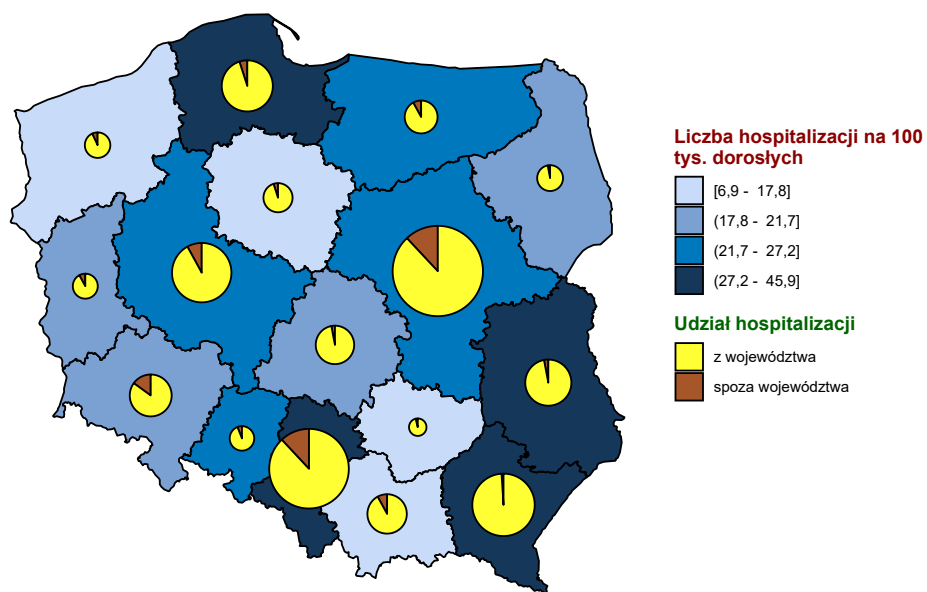 Liczba hospitalizacji na 100
tys. dorosłych
[6,9 - 17,8]
(17,8 - 21,7]
(21,7 - 27,2]
(27,2 - 45,9]
Udział hospitalizacji
z województwa
spoza województwa